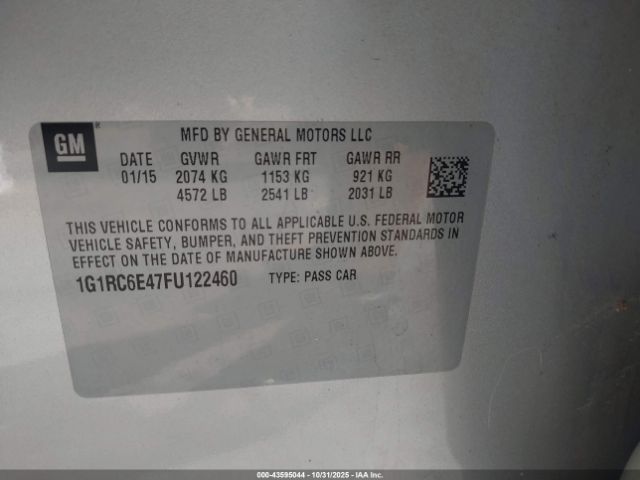 GM
MFD BY GENERAL MOTORS LLC
DATE GVWR GAWR FRT GAWR RR
01/15 2074 KG 1153 KG 921 KG
4572 LB 2541 LB 2031 LB
THIS VEHICLE CONFORMS TO ALL APPLICABLE U.S. FEDERAL MOTOR
VEHICLE SAFETY, BUMPER, AND THEFT PREVENTION STANDARDS IN
EFFECT ON THE DATE OF MANUFACTURE SHOWN ABOVE.
1G1RC6E47FU122460 TYPE: PASS CAR
000-43595044 | 10/31/2025 | IAA, Inc.